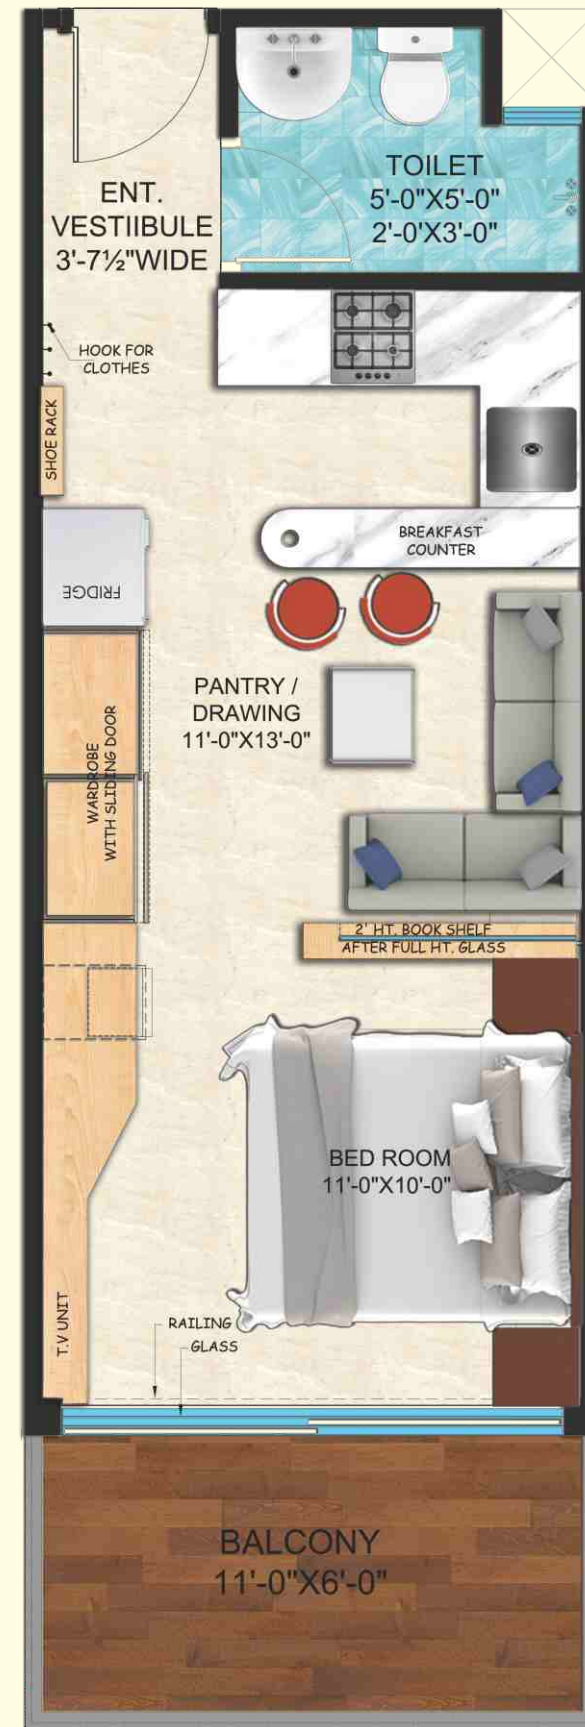 TOILET
5'-0"X5'-0"
2'-0'X3'-0"
ENT.
VESTIIBULE
3'-7½"WIDE
HOOK FOR
CLOTHES
SHOE RACK
BREAKFAST
COUNTER
FRIDGE
PANTRY /
DRAWING
11'-0"X13'-0"
WARDROBE
WITH SLIDING DOOR
2' HT. BOOK SHELF
AFTER FULL HT. GLASS
BED ROOM
11'-0"X10'-0"
T.V UNIT
RAILING
GLASS
BALCONY
11'-0"X6'-0"